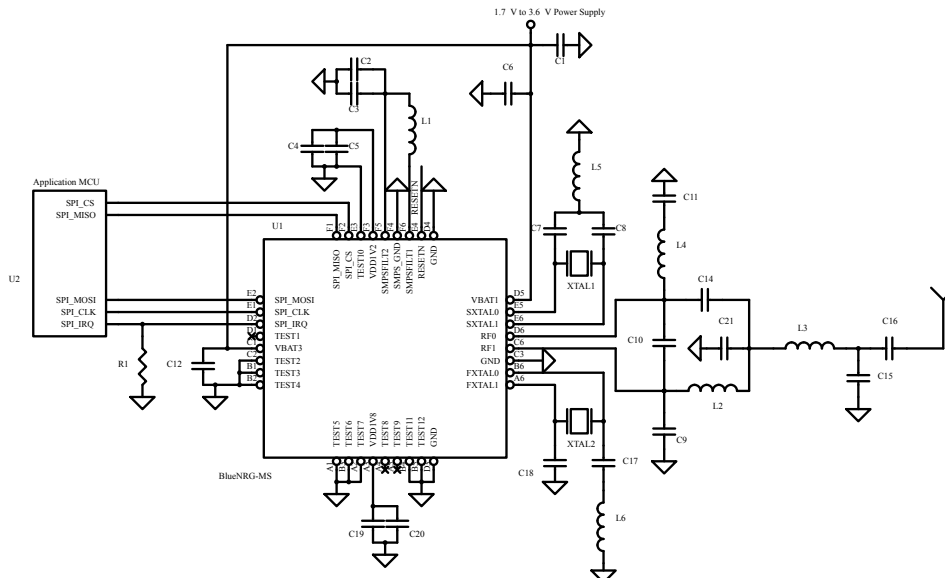 1.7 V to 3.6 V Power Supply
C1
C2
C3
C6
L1
C4
C5
L5
C11
Application MCU
SPI_CS
SPI_MISO
SPI_MOSI
SPI_CLK
SPI_IRQ
U2
U1
RESETN
F1
F2
E3
F3
F5
F4
F6
E4
D4
SPI_MISO
SPI_CS
TEST10
VDD1V2
SMPSFILT2
SMPS_GND
SMPSFILT1
RESETN
GND
C7
C8
XTAL1
L4
C14
C10
C21
L3
C16
C15
L2
C9
E2
E1
D2
D1
C1
C2
B1
B2
SPI_MOSI
SPI_CLK
SPI_IRQ
TEST1
VBAT3
TEST2
TEST3
TEST4
VBAT1
SXTAL0
SXTAL1
RF0
RF1
GND
FXTAL0
FXTAL1
D5
E5
E6
D6
C6
C3
B6
A6
R1
C12
TEST5
TEST6
TEST7
VDD1V8
TEST8
TEST9
TEST11
TEST12
GND
A1
BlueNRG-MS
XTAL2
C18
C17
L6
C19
C20